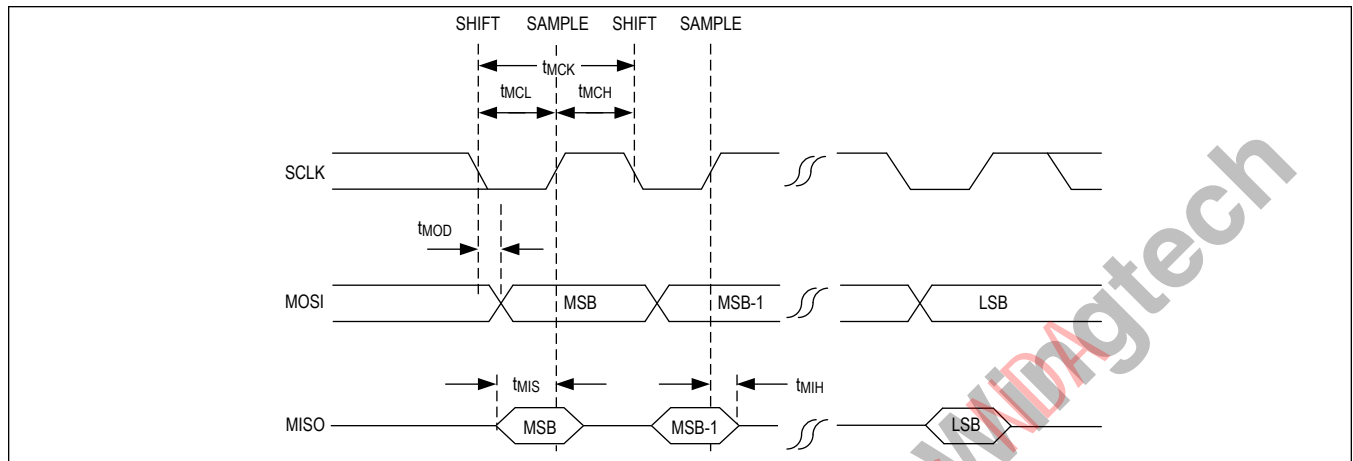 SHIFT SAMPLE SHIFT SAMPLE
tMCK
tMCL tMCH
SCLK
tMOD
MOSI MSB MSB-1 LSB
tMIS tMIH
MISO MSB MSB-1 LSB
Wingtech
NDA